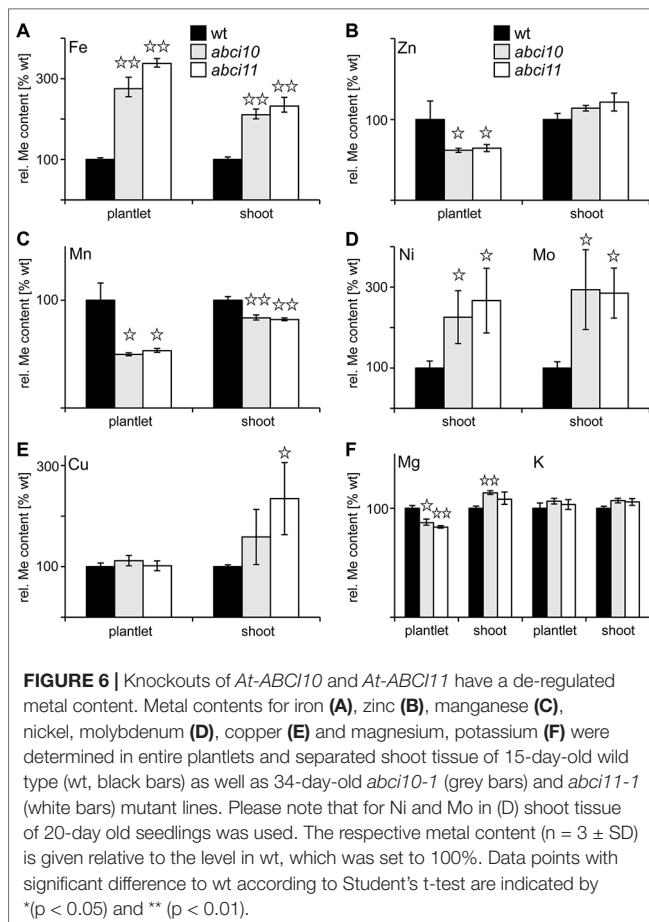 A
Fe
wt
abci10
abci11
rel. Me content [% wt]
300
100
☆☆ ☆☆
☆☆ ☆☆
plantlet
shoot
B
Zn
wt
abci10
abci11
rel. Me content [% wt]
100
☆ ☆
plantlet
shoot
C
Mn
rel. Me content [% wt]
100
☆ ☆
☆☆ ☆☆
plantlet
shoot
D
Ni
Mo
rel. Me content [% wt]
300
100
☆ ☆
☆ ☆
shoot
shoot
E
Cu
rel. Me content [% wt]
300
100
☆
plantlet
shoot
F
Mg
K
rel. Me content [% wt]
100
☆ ☆☆
☆☆
plantlet
shoot
plantlet
shoot
FIGURE 6 | Knockouts of At-ABCI10 and At-ABCI11 have a de-regulated
metal content. Metal contents for iron (A), zinc (B), manganese (C),
nickel, molybdenum (D), copper (E) and magnesium, potassium (F) were
determined in entire plantlets and separated shoot tissue of 15-day-old wild
type (wt, black bars) as well as 34-day-old abci10-1 (grey bars) and abci11-1
(white bars) mutant lines. Please note that for Ni and Mo in (D) shoot tissue
of 20-day old seedlings was used. The respective metal content (n = 3 ± SD)
is given relative to the level in wt, which was set to 100%. Data points with
significant difference to wt according to Student's t-test are indicated by
*(p < 0.05) and ** (p < 0.01).